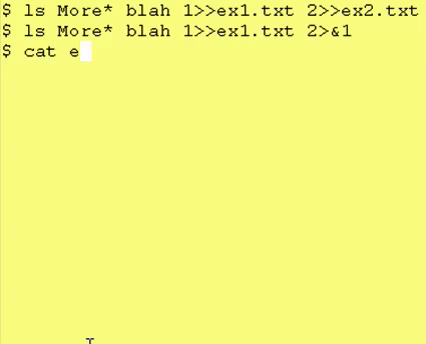 $ ls More* blah 1>>ex1.txt 2>>ex2.txt
$ ls More* blah 1>>ex1.txt 2>&1
$ cat e